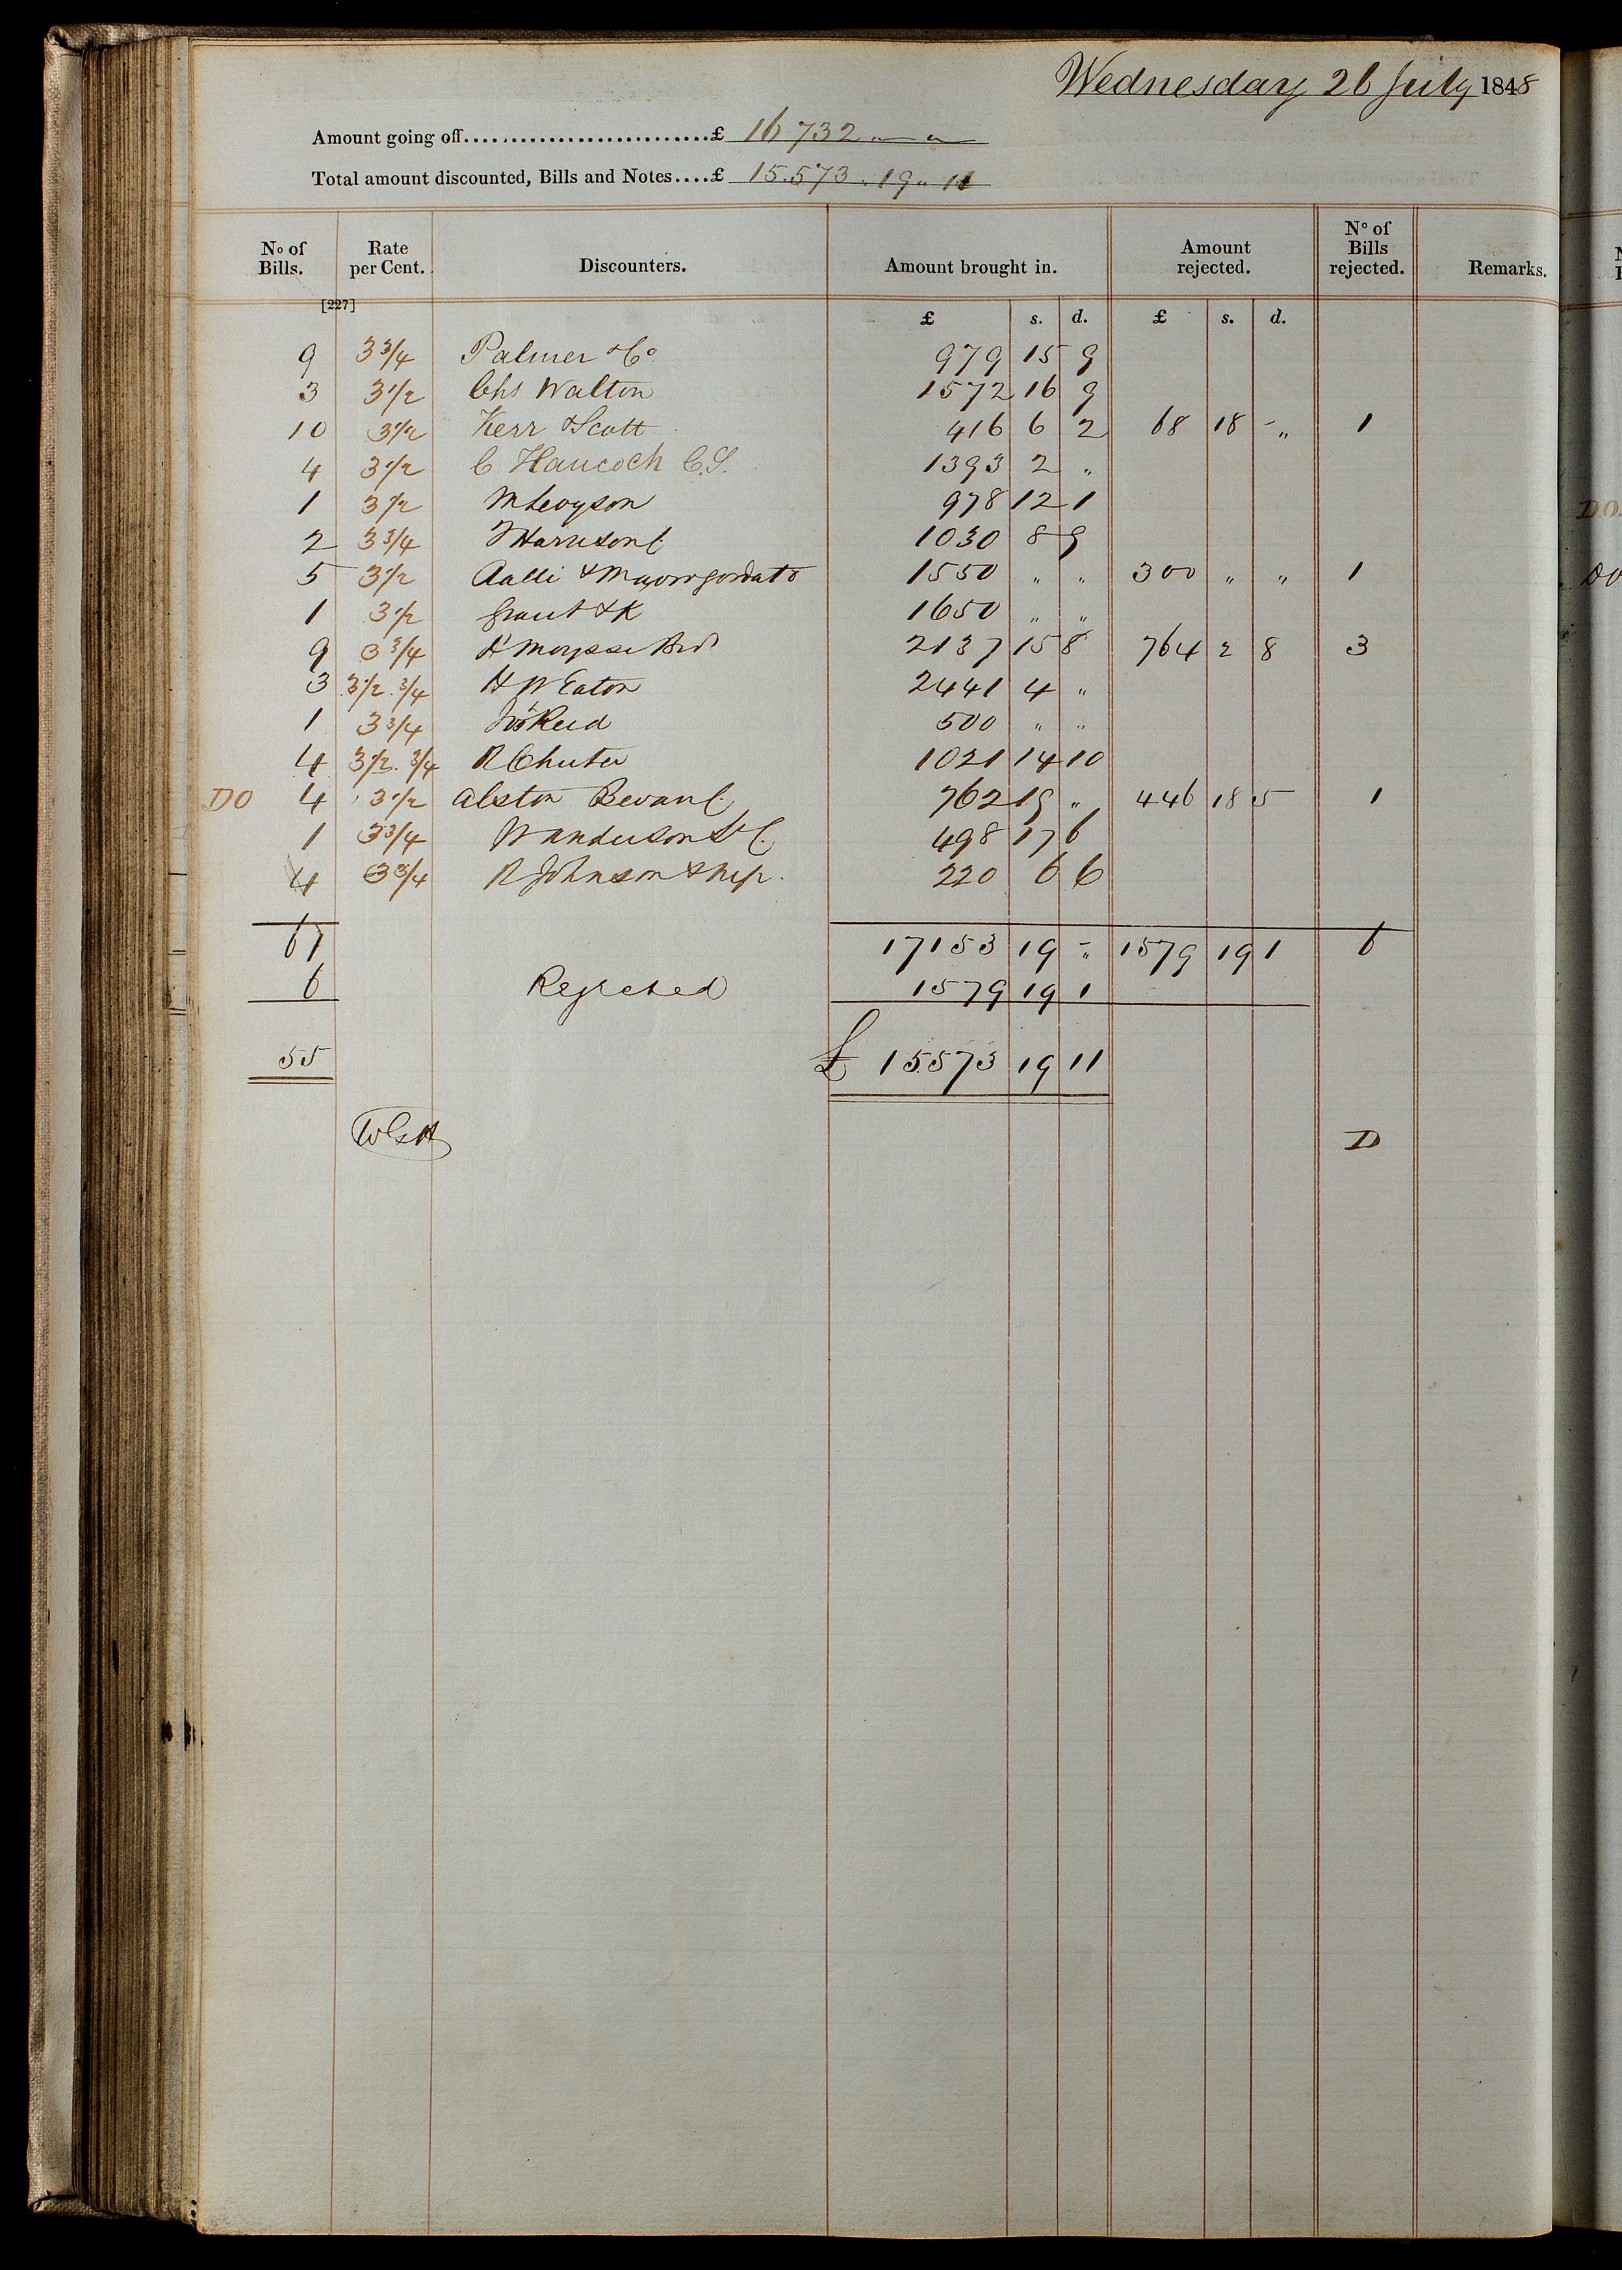 Wednesday 26 July 1848
Amount going off...........................£ 16732 " — "
Total amount discounted, Bills and Notes....£ 15.573 " 19 " 11
No of Bills. Rate per Cent. Discounters. Amount brought in. Amount rejected. No of Bills rejected. Remarks.
[227]
£ s. d. £ s. d.
9 3 3/4 Palmer & Co 979 15 9
3 3 1/2 Chs Walton 1572 16 9
10 3 1/2 Kerr & Scott 416 6 2 68 18 - " 1
4 3 1/2 C Hancock C.S. 1393 2 "
1 3 1/2 M Levyson 978 12 1
2 3 3/4 Harrison C. 1030 8 9
5 3 1/2 Ralli & Mavrogordato 1550 " " 300 " " 1
1 3 1/2 Grant & K 1650 " "
9 3 3/4 2137 15 8 764 2 8 3
3 3 1/2 . 3/4 H W Eaton 2441 4 "
1 3 3/4 Jno Reid 500 " "
4 3 1/2 . 3/4 R Chuter 1021 14 10
DO 4 3 1/2 Alston Bevan C. 762 19 " 446 18 5 1
1 3 3/4 W Anderson S & C. 498 17 6
4 3 3/4 R Johnson & Nep. 220 6 6
61 17153 19 - " 1579 19 1 6
6 Rejected 1579 19 1
55 £ 15.573 19 11
D